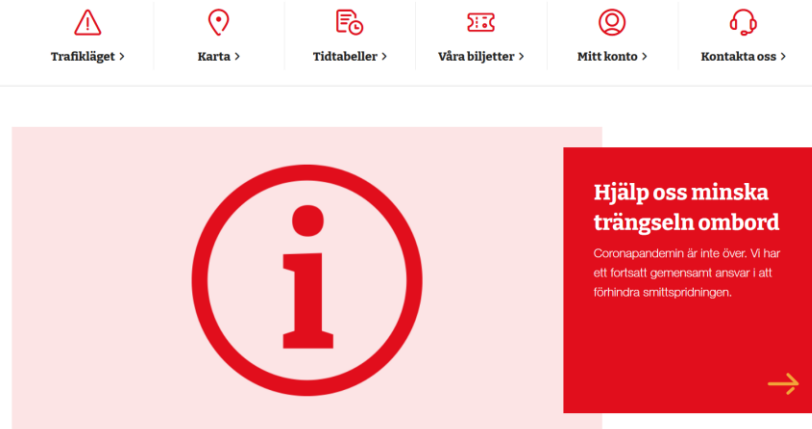 Trafikläget >
Karta >
Tidtabeller >
Våra biljetter >
Mitt konto >
Kontakta oss >
i
Hjälp oss minska
trängseln ombord
Coronapandemin är inte över. Vi har
ett fortsatt gemensamt ansvar i att
förhindra smittspridningen.